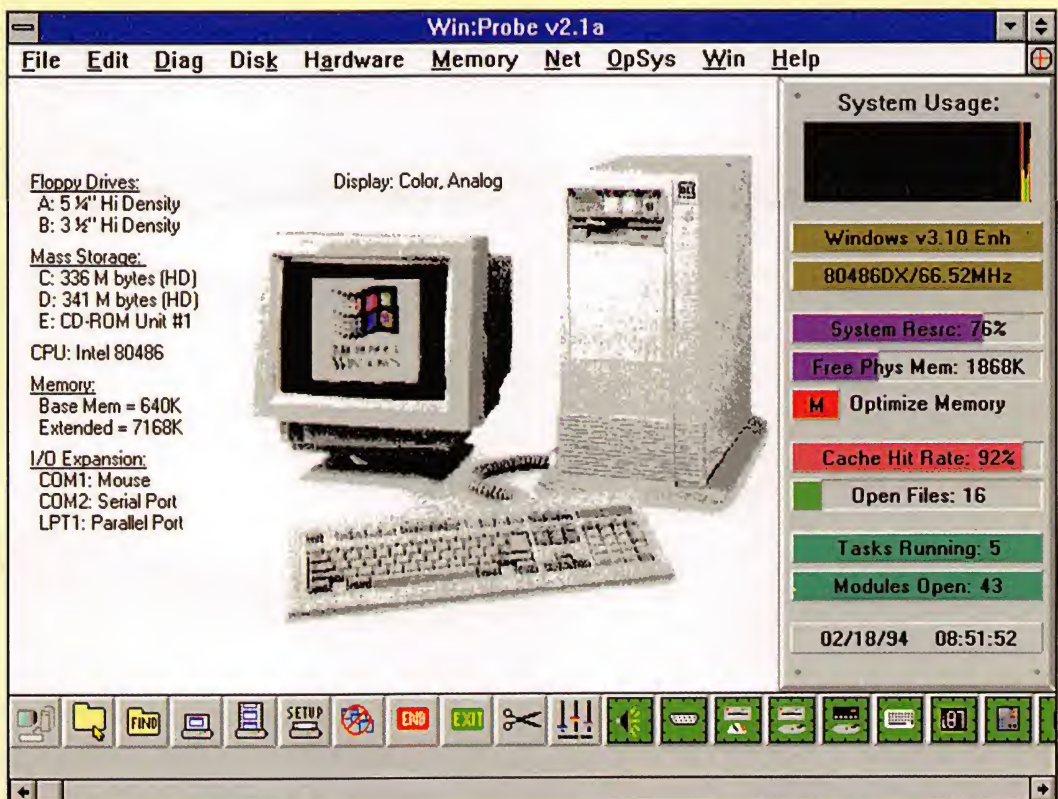 Win:Probe v2.1a
File Edit Diag Disk Hardware Memory Net OpSys Win Help
Floppy Drives:
A: 5 ¼" Hi Density
B: 3 ½" Hi Density
Mass Storage:
C: 336 M bytes (HD)
D: 341 M bytes (HD)
E: CD-ROM Unit #1
CPU: Intel 80486
Memory:
Base Mem = 640K
Extended = 7168K
I/O Expansion:
COM1: Mouse
COM2: Serial Port
LPT1: Parallel Port
Display: Color, Analog
MICROSOFT
WINDOWS
System Usage:
Windows v3.10 Enh
80486DX/66.52MHz
System Resrc: 76%
Free Phys Mem: 1868K
M Optimize Memory
Cache Hit Rate: 92%
Open Files: 16
Tasks Running: 5
Modules Open: 43
02/18/94 08:51:52
FIND
SETUP
END
EXIT